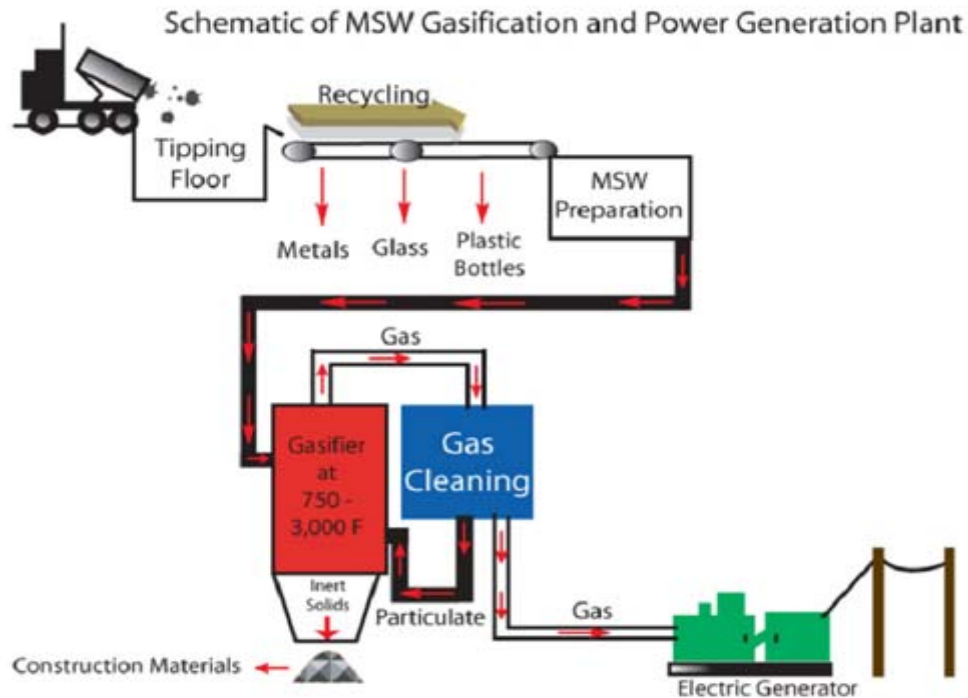 Schematic of MSW Gasification and Power Generation Plant
Recycling
Tipping
Floor
MSW
Preparation
Metals
Glass
Plastic
Bottles
Gas
Gasifier
at
750 -
3,000 F
Gas
Cleaning
Inert
Solids
Particulate
Gas
Construction Materials
Electric Generator